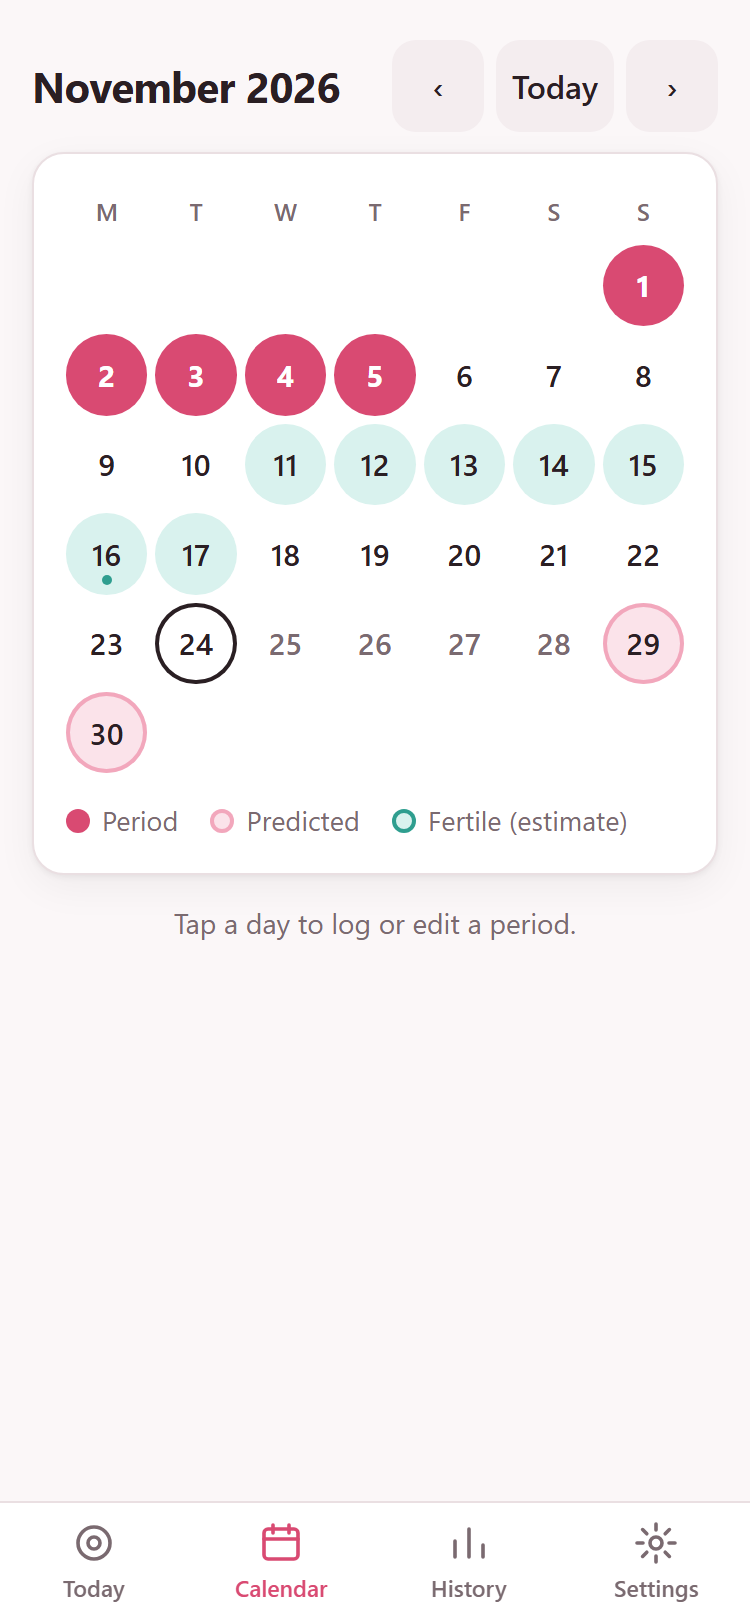 November 2026 ‹ Today ›
M T W T F S S
1
2 3 4 5 6 7 8
9 10 11 12 13 14 15
16 17 18 19 20 21 22
23 24 25 26 27 28 29
30
Period Predicted Fertile (estimate)
Tap a day to log or edit a period.
Today Calendar History Settings